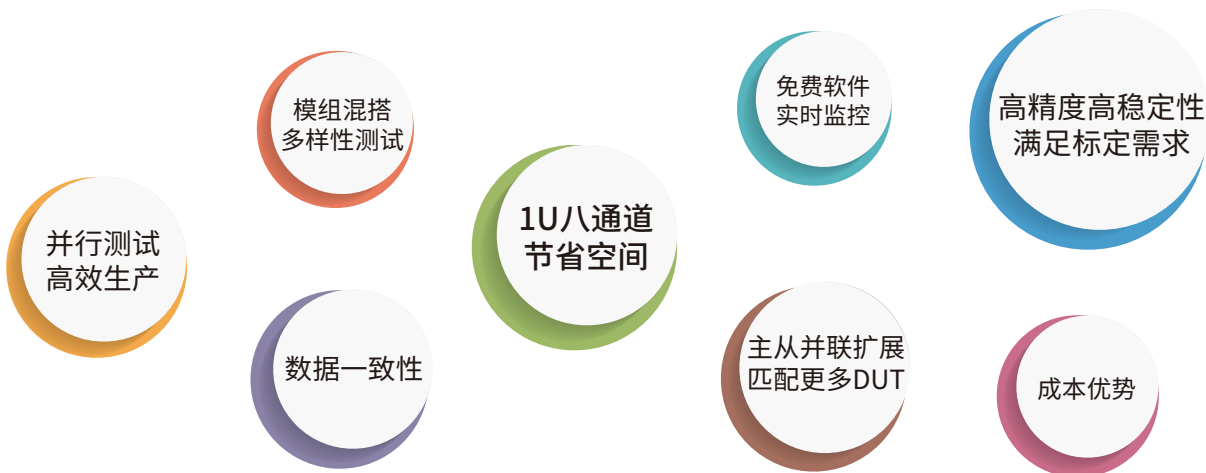 并行测试
高效生产
模组混搭
多样性测试
数据一致性
1U八通道
节省空间
免费软件
实时监控
主从并联扩展
匹配更多DUT
高精度高稳定性
满足标定需求
成本优势